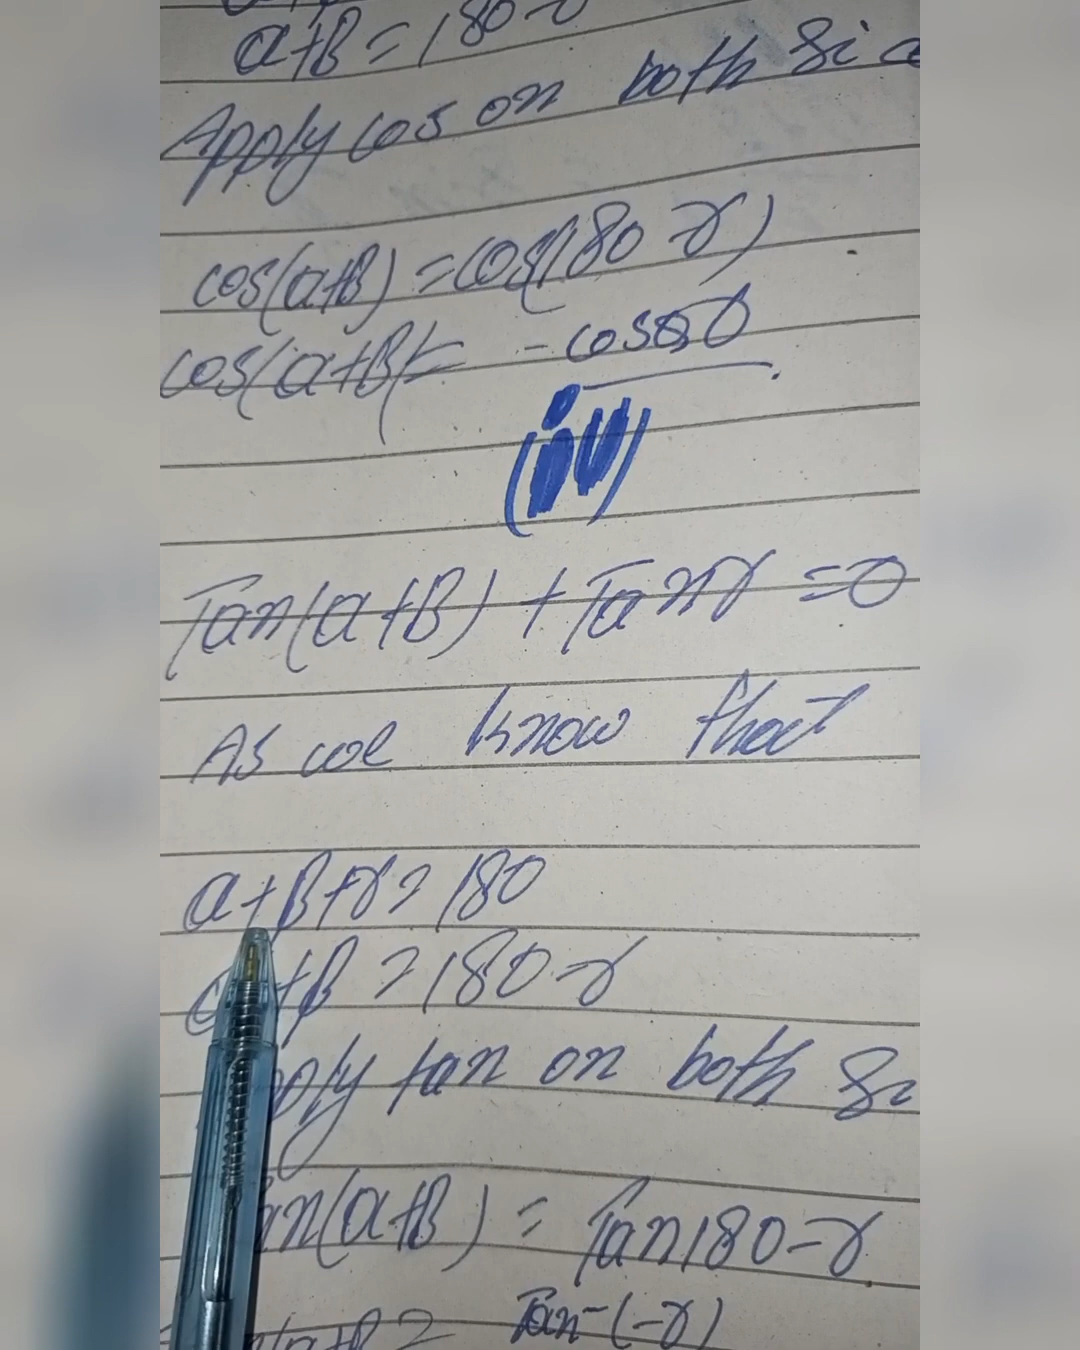 a+B=180-γ
Apply cos on both
cos(a+B)=cos(180-γ)
cos(a+B)= -cosγ
(iv)
Tan(a+B)+Tanγ=0
As we know that
a+B+γ=180
+B=180-γ
pply tan on both
an(a+B) = Tan180-γ
Tan(-γ)